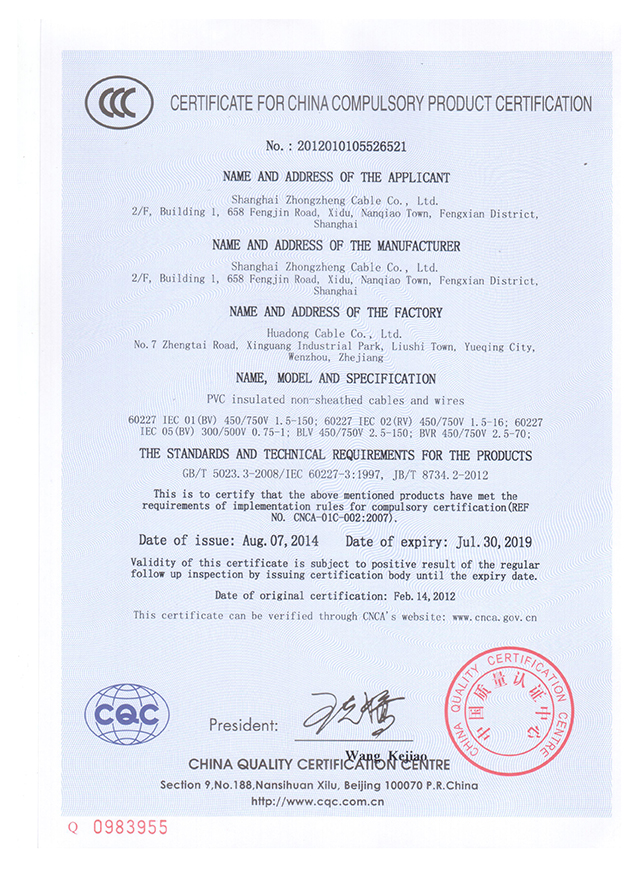 CCC
CERTIFICATE FOR CHINA COMPULSORY PRODUCT CERTIFICATION
No.: 2012010105526521
NAME AND ADDRESS OF THE APPLICANT
Shanghai Zhongzheng Cable Co., Ltd.
2/F, Building 1, 658 Fengjin Road, Xidu, Nanqiao Town, Fengxian District,
Shanghai
NAME AND ADDRESS OF THE MANUFACTURER
Shanghai Zhongzheng Cable Co., Ltd.
2/F, Building 1, 658 Fengjin Road, Xidu, Nanqiao Town, Fengxian District,
Shanghai
NAME AND ADDRESS OF THE FACTORY
Huadong Cable Co., Ltd.
No.7 Zhengtai Road, Xinguang Industrial Park, Liushi Town, Yueqing City,
Wenzhou, Zhejiang
NAME, MODEL AND SPECIFICATION
PVC insulated non-sheathed cables and wires
60227 IEC 01(BV) 450/750V 1.5-150; 60227 IEC 02(RV) 450/750V 1.5-16; 60227
IEC 05(BV) 300/500V 0.75-1; BLV 450/750V 2.5-150; BVR 450/750V 2.5-70;
THE STANDARDS AND TECHNICAL REQUIREMENTS FOR THE PRODUCTS
GB/T 5023.3-2008/IEC 60227-3:1997, JB/T 8734.2-2012
This is to certify that the above mentioned products have met the
requirements of implementation rules for compulsory certification(REF
NO. CNCA-01C-002:2007).
Date of issue: Aug.07,2014 Date of expiry: Jul.30,2019
Validity of this certificate is subject to positive result of the regular
follow up inspection by issuing certification body until the expiry date.
Date of original certification: Feb.14,2012
This certificate can be verified through CNCA's website: www.cnca.gov.cn
CQC
President:
Wang Kejiao
CHINA QUALITY CERTIFICATION CENTRE
中国质量认证中心
CHINA QUALITY CERTIFICATION CENTRE
Section 9,No.188,Nansihuan Xilu, Beijing 100070 P.R.China
http://www.cqc.com.cn
Q 0983955